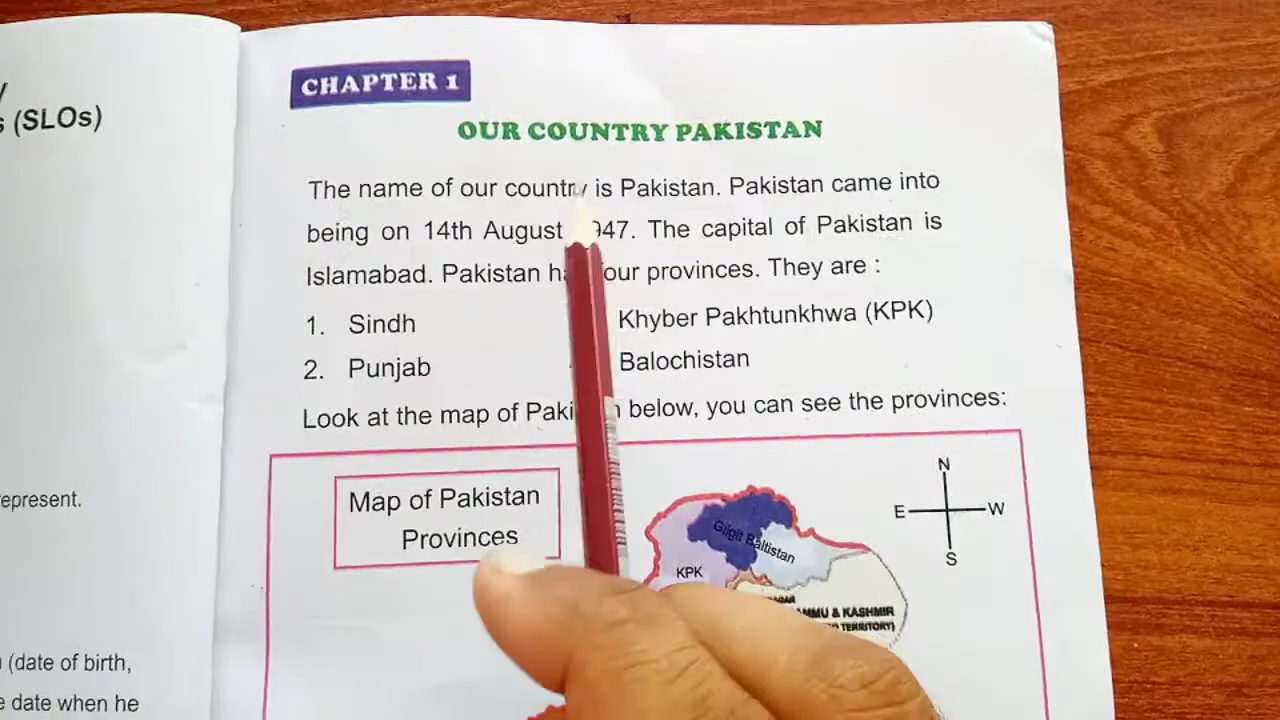 (SLOs)
epresent.
(date of birth,
e date when he
CHAPTER 1
OUR COUNTRY PAKISTAN
The name of our country is Pakistan. Pakistan came into
being on 14th August 947. The capital of Pakistan is
Islamabad. Pakistan our provinces. They are :
1. Sindh Khyber Pakhtunkhwa (KPK)
2. Punjab Balochistan
Look at the map of below, you can see the provinces:
Map of Pakistan
Provinces
N
E W
S
Gilgit Baltistan
KPK
AMMU & KASHMIR
TERRITORY)